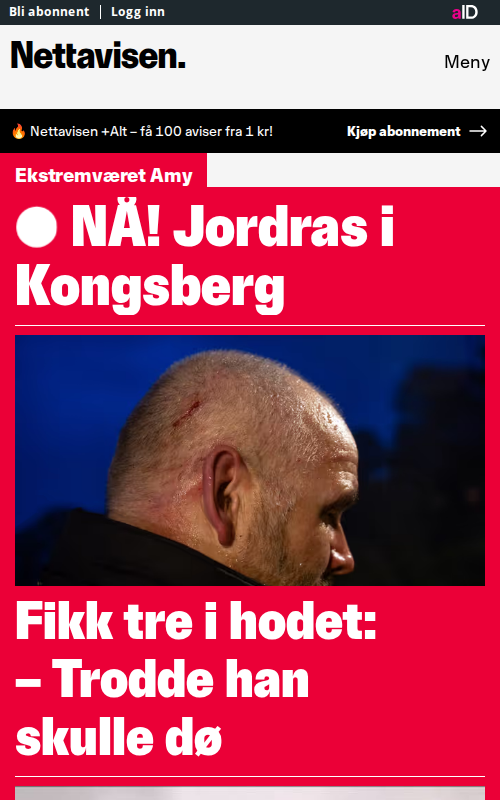 Bli abonnent
Logg inn
aID
Nettavisen.
Meny
🔥 Nettavisen +Alt – få 100 aviser fra 1 kr!
Kjøp abonnement →
Ekstremværet Amy
NÅ! Jordras i
Kongsberg
Fikk tre i hodet:
– Trodde han
skulle dø